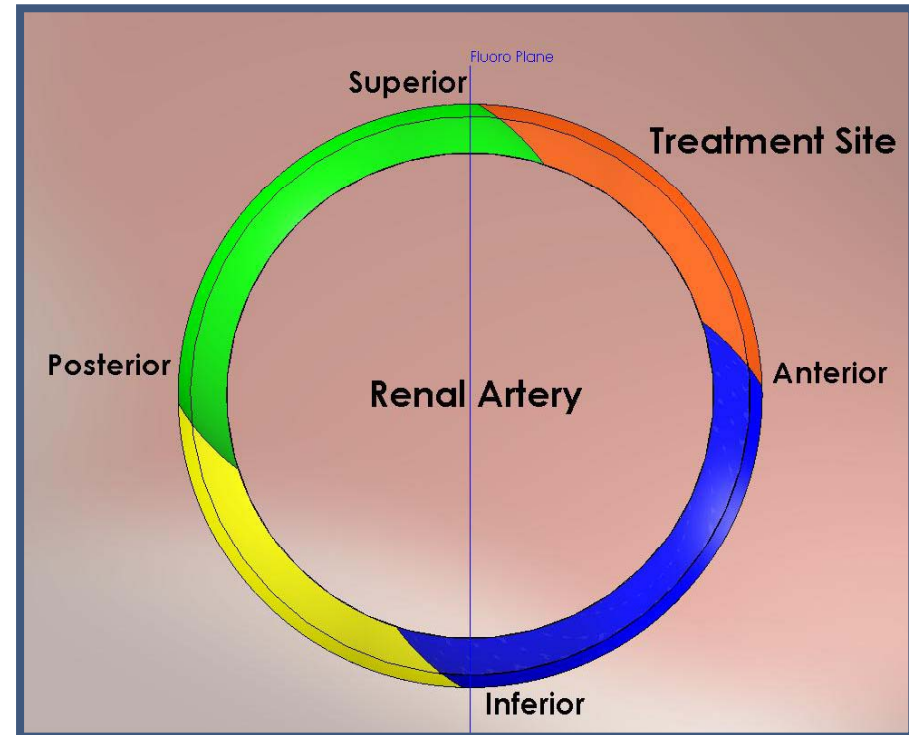 Fluoro Plane
Superior
Treatment Site
Posterior
Anterior
Renal Artery
Inferior